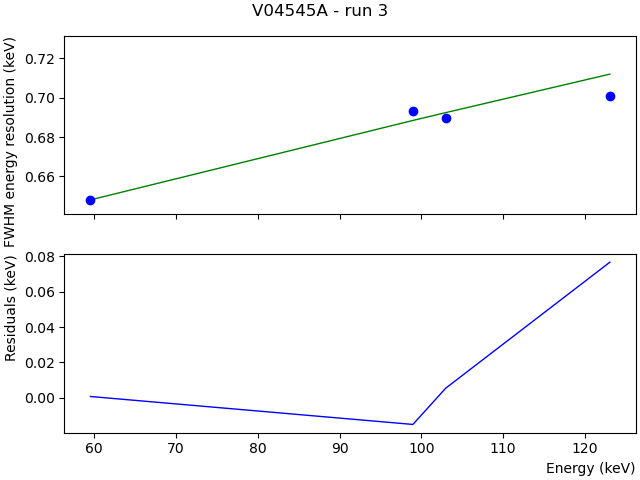 V04545A - run 3
FWHM energy resolution (keV)
0.72
0.70
0.68
0.66
Residuals (keV)
0.08
0.06
0.04
0.02
0.00
60 70 80 90 100 110 120
Energy (keV)